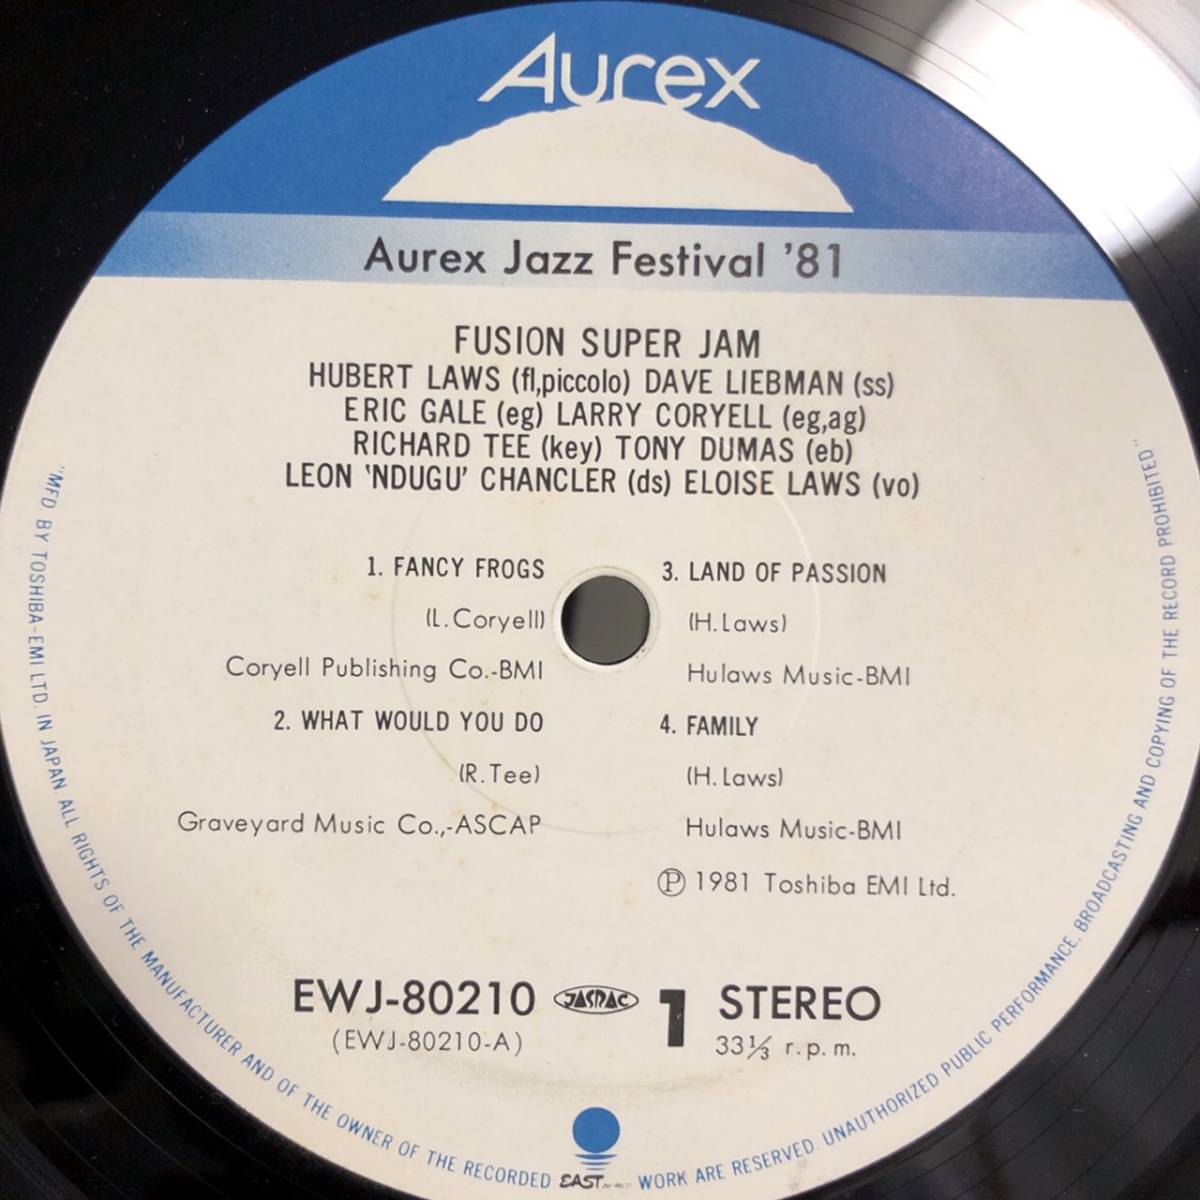 Aurex
Aurex Jazz Festival '81
FUSION SUPER JAM
HUBERT LAWS (fl,piccolo) DAVE LIEBMAN (ss)
ERIC GALE (eg) LARRY CORYELL (eg,ag)
RICHARD TEE (key) TONY DUMAS (eb)
LEON 'NDUGU' CHANCLER (ds) ELOISE LAWS (vo)
1. FANCY FROGS
(L.Coryell)
Coryell Publishing Co.-BMI
2. WHAT WOULD YOU DO
(R.Tee)
Graveyard Music Co.,-ASCAP
3. LAND OF PASSION
(H.Laws)
Hulaws Music-BMI
4. FAMILY
(H.Laws)
Hulaws Music-BMI
Ⓟ 1981 Toshiba EMI Ltd.
EWJ-80210 JASRAC 1 STEREO
(EWJ-80210-A) 33⅓ r.p.m.
"MFD. BY TOSHIBA-EMI LTD. IN JAPAN ALL RIGHTS OF THE MANUFACTURER AND OF THE OWNER OF THE RECORDED WORK ARE RESERVED. UNAUTHORIZED PUBLIC PERFORMANCE, BROADCASTING AND COPYING OF THE RECORD PROHIBITED"
EAST